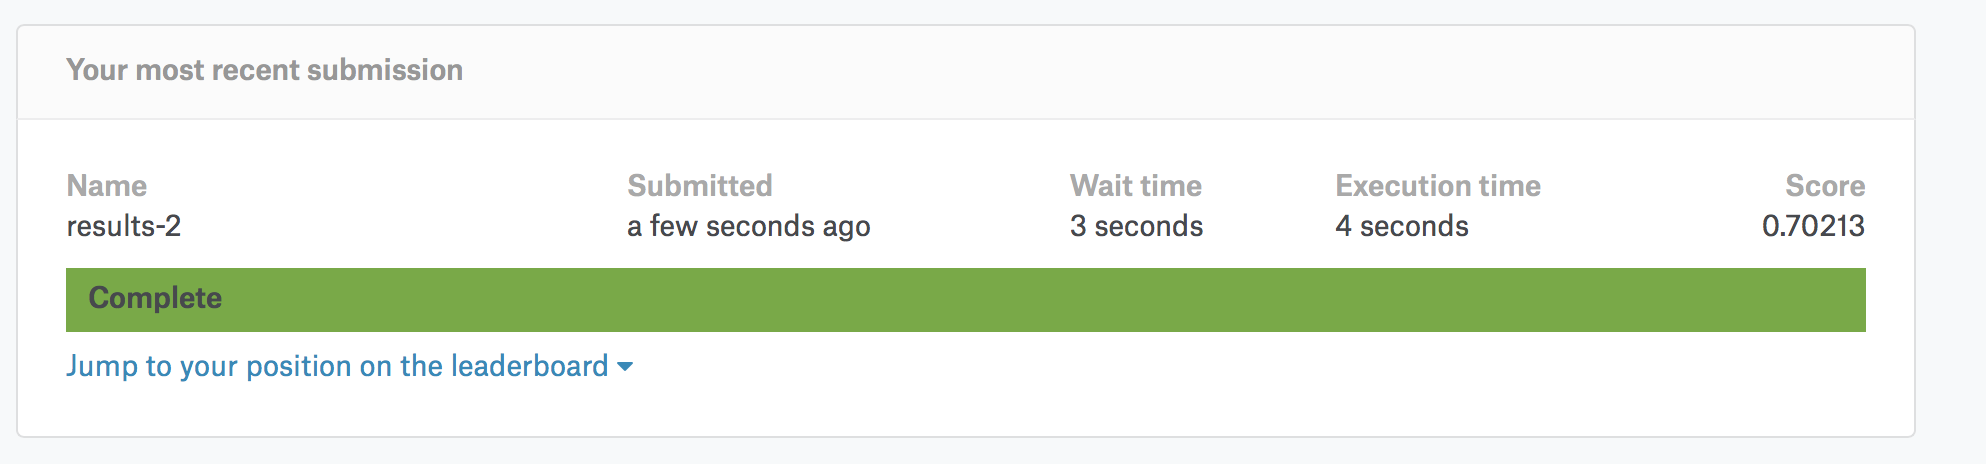 Your most recent submission
Name Submitted Wait time Execution time Score
results-2 a few seconds ago 3 seconds 4 seconds 0.70213
Complete
Jump to your position on the leaderboard